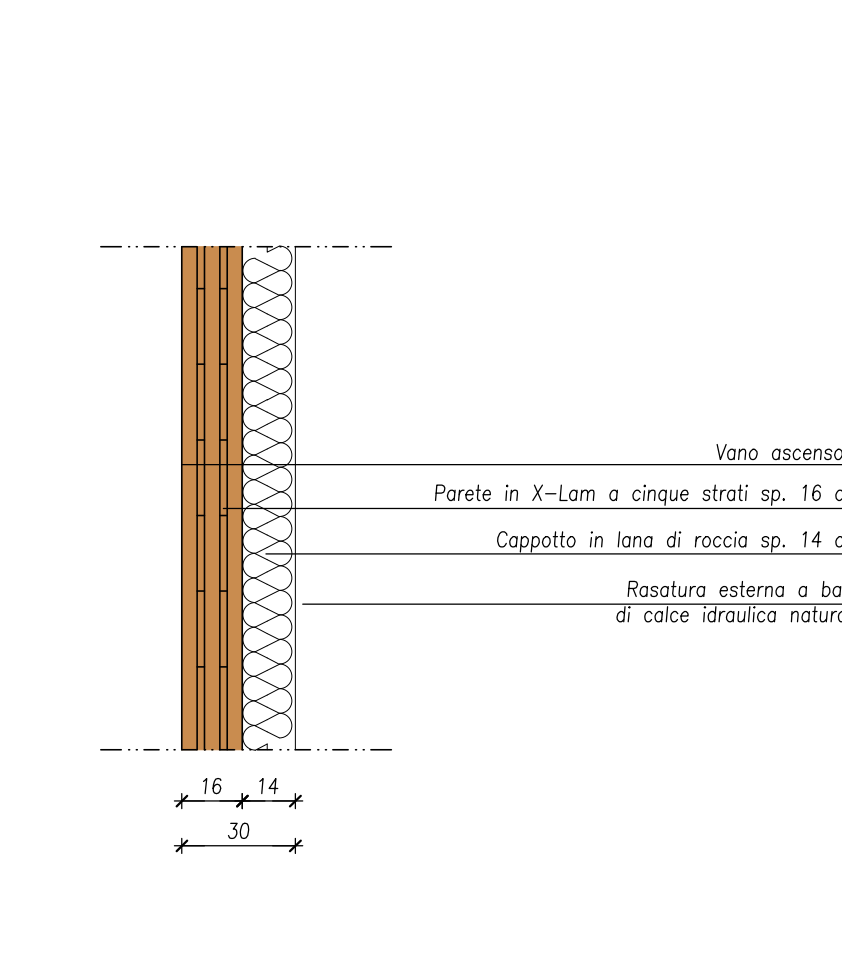 Vano ascenso
Parete in X-Lam a cinque strati sp. 16 c
Cappotto in lana di roccia sp. 14 c
Rasatura esterna a ba
di calce idraulica natura
16 14
30